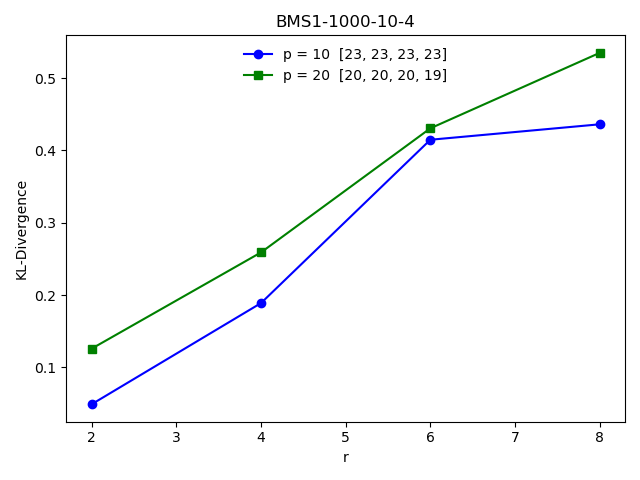 BMS1-1000-10-4
p = 10 [23, 23, 23, 23]
p = 20 [20, 20, 20, 19]
KL-Divergence
0.5
0.4
0.3
0.2
0.1
2 3 4 5 6 7 8
r